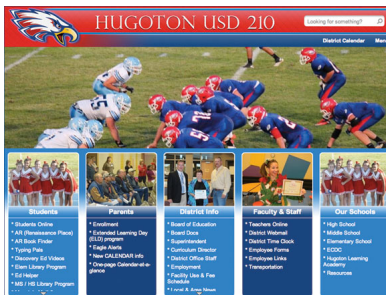 HUGOTON USD 210
Looking for something?
District Calendar
Students
* Students Online
* AR (Renaissance Place)
* AR Book Finder
* Typing Pals
* Discovery Ed Videos
* Elem Library Program
* Ed Helper
* MS / HS Library Program
Parents
* Enrollment
* Extended Learning Day (ELD) program
* Eagle Alerts
* New CALENDAR info
* One-page Calendar-at-a-glance
District Info
* Board of Education
* Board Docs
* Superintendent
* Curriculum Director
* District Office Staff
* Employment
* Facility Use & Fee Schedule
* Local & Area News
Faculty & Staff
* Teachers Online
* District Webmail
* District Time Clock
* Employee Forms
* Employee Links
* Transportation
Our Schools
* High School
* Middle School
* Elementary School
* ECDC
* Hugoton Learning Academy
* Resources